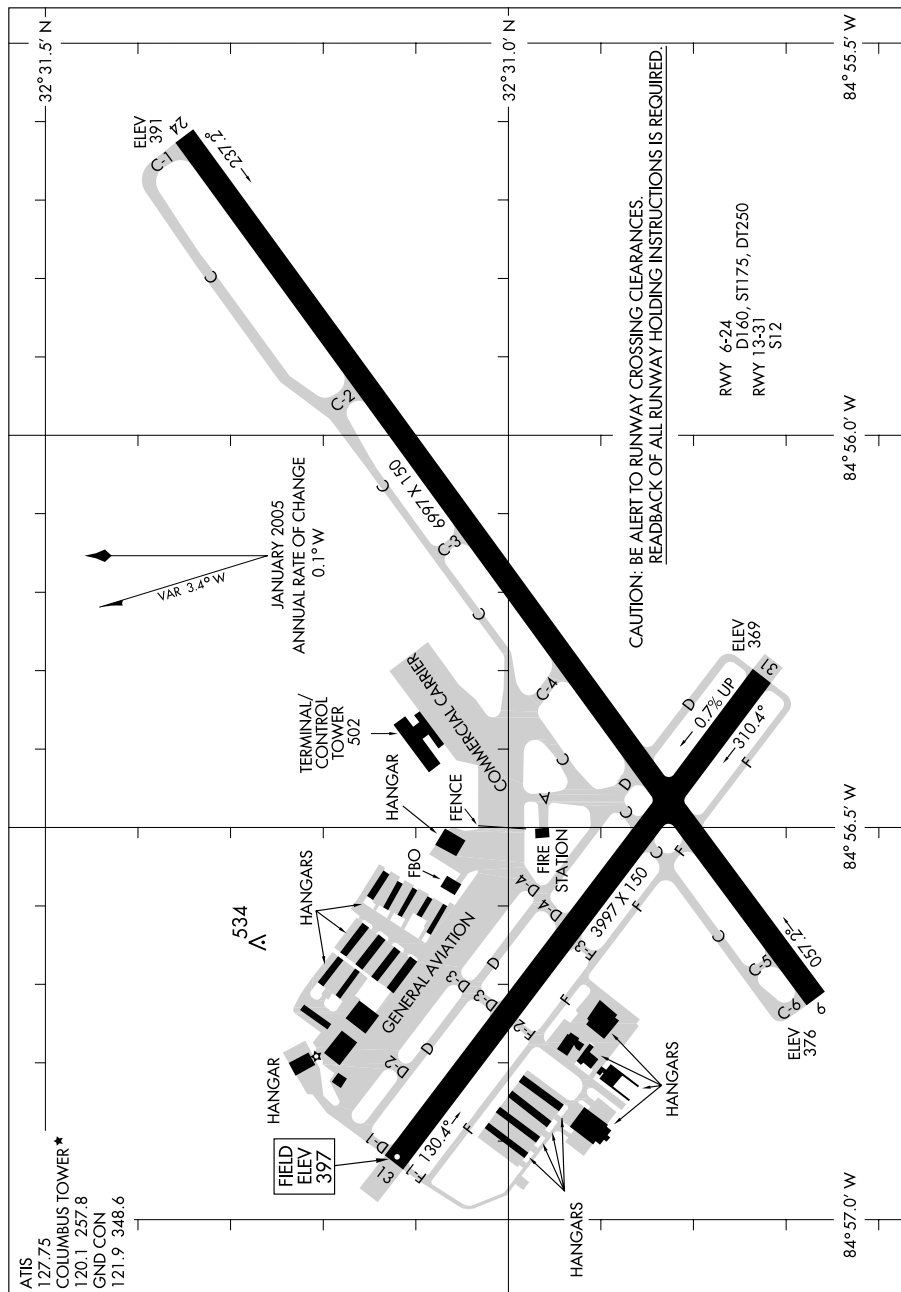 ATIS
127.75
COLUMBUS TOWER★
120.1 257.8
GND CON
121.9 348.6
32°31.5' N
32°31.0' N
84°55.5' W
84°56.0' W
84°56.5' W
84°57.0' W
JANUARY 2005
ANNUAL RATE OF CHANGE
0.1° W
VAR 3.4° W
ELEV
391
24
237.2°
C-1
C
C-2
C
6997 X 150
C-3
C
TERMINAL/
CONTROL
TOWER
502
COMMERCIAL CARRIER
C-4
C
A
HANGAR
FENCE
FIRE
STATION
FBO
HANGARS
534
GENERAL AVIATION
HANGAR
FIELD
ELEV
397
13
D-1
130.4°
F-1
F
D-2
D
D-3
D-3
D
D-4
D-4
D
C
F-2
F
F-3
F
3997 X 150
F
C
C
C-5
C-6
057.2°
6
ELEV
376
D
0.7% UP
310.4°
F
31
ELEV
369
HANGARS
HANGARS
CAUTION: BE ALERT TO RUNWAY CROSSING CLEARANCES.
READBACK OF ALL RUNWAY HOLDING INSTRUCTIONS IS REQUIRED.
RWY 6-24
D160, ST175, DT250
RWY 13-31
S12